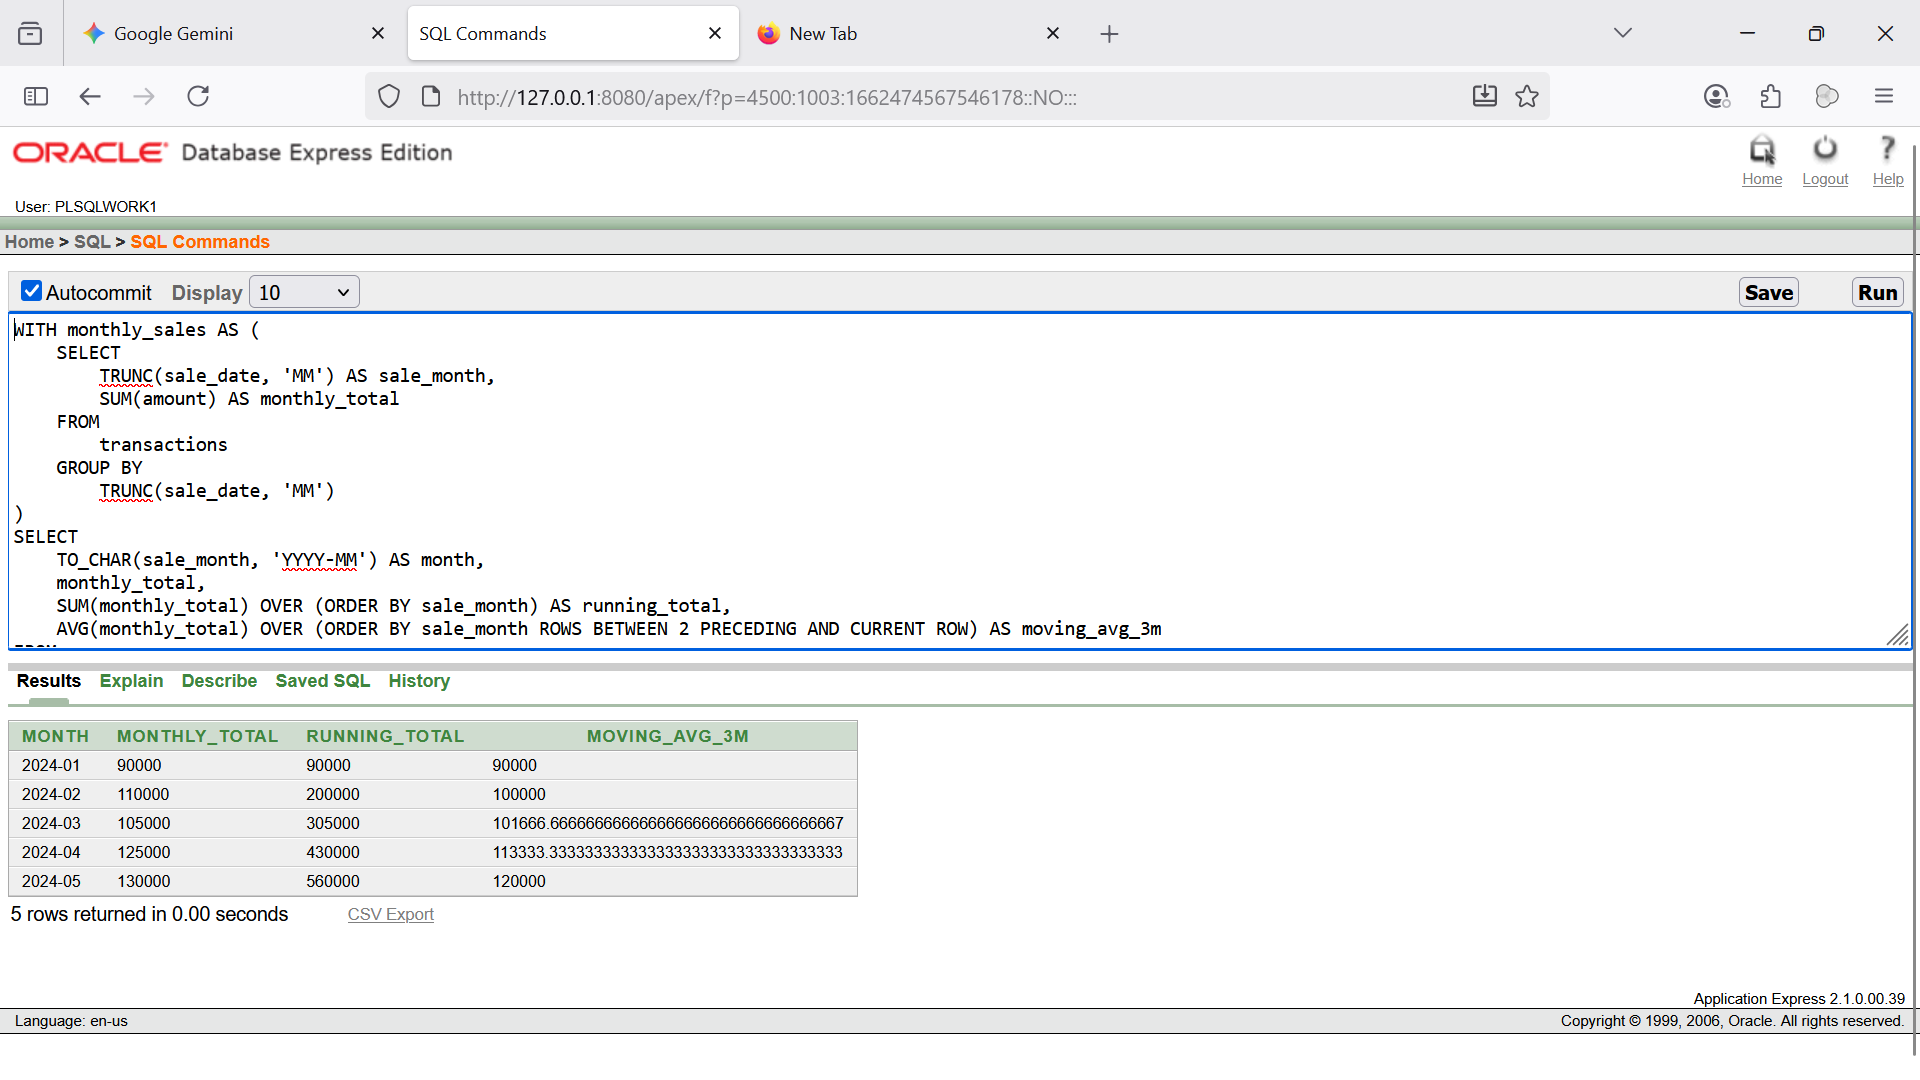 Google Gemini
SQL Commands
New Tab
http://127.0.0.1:8080/apex/f?p=4500:1003:1662474567546178::NO:::
ORACLE Database Express Edition
Home Logout Help
User: PLSQLWORK1
Home > SQL > SQL Commands
Autocommit Display 10 Save Run
WITH monthly_sales AS (
SELECT
TRUNC(sale_date, 'MM') AS sale_month,
SUM(amount) AS monthly_total
FROM
transactions
GROUP BY
TRUNC(sale_date, 'MM')
)
SELECT
TO_CHAR(sale_month, 'YYYY-MM') AS month,
monthly_total,
SUM(monthly_total) OVER (ORDER BY sale_month) AS running_total,
AVG(monthly_total) OVER (ORDER BY sale_month ROWS BETWEEN 2 PRECEDING AND CURRENT ROW) AS moving_avg_3m
Results Explain Describe Saved SQL History
MONTH MONTHLY_TOTAL RUNNING_TOTAL MOVING_AVG_3M
2024-01 90000 90000 90000
2024-02 110000 200000 100000
2024-03 105000 305000 101666.666666666666666666666666666666667
2024-04 125000 430000 113333.333333333333333333333333333333333
2024-05 130000 560000 120000
5 rows returned in 0.00 seconds CSV Export
Application Express 2.1.0.00.39
Language: en-us Copyright © 1999, 2006, Oracle. All rights reserved.